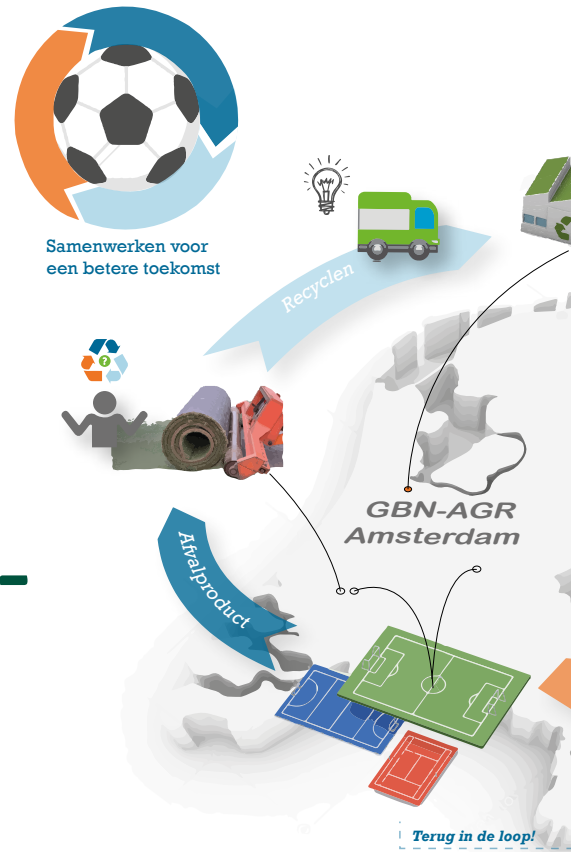 Samenwerken voor
een betere toekomst
Recyclen
?
GBN-AGR
Amsterdam
Afvalproduct
Terug in de loop!